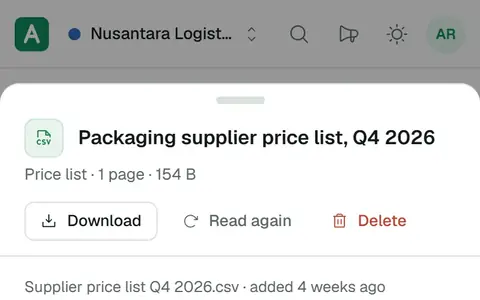 A
Nusantara Logist...
AR
CSV
Packaging supplier price list, Q4 2026
Price list · 1 page · 154 B
Download
Read again
Delete
Supplier price list Q4 2026.csv · added 4 weeks ago